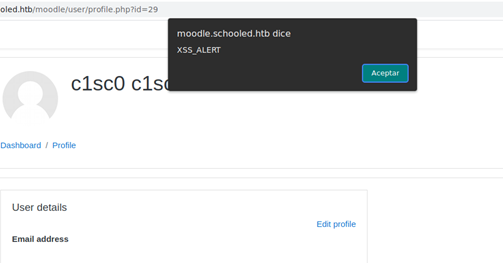 oled.htb/moodle/user/profile.php?id=29
moodle.schooled.htb dice
XSS_ALERT
Aceptar
c1sc0 c1sc
Dashboard / Profile
User details
Edit profile
Email address